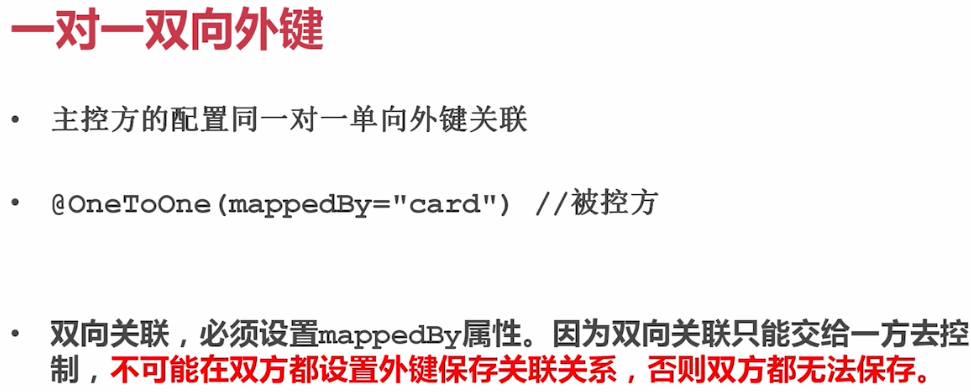 一对一双向外键
• 主控方的配置同一对一单向外键关联
• @OneToOne(mappedBy="card") //被控方
• 双向关联，必须设置mappedBy属性。因为双向关联只能交给一方去控
制，不可能在双方都设置外键保存关联关系，否则双方都无法保存。